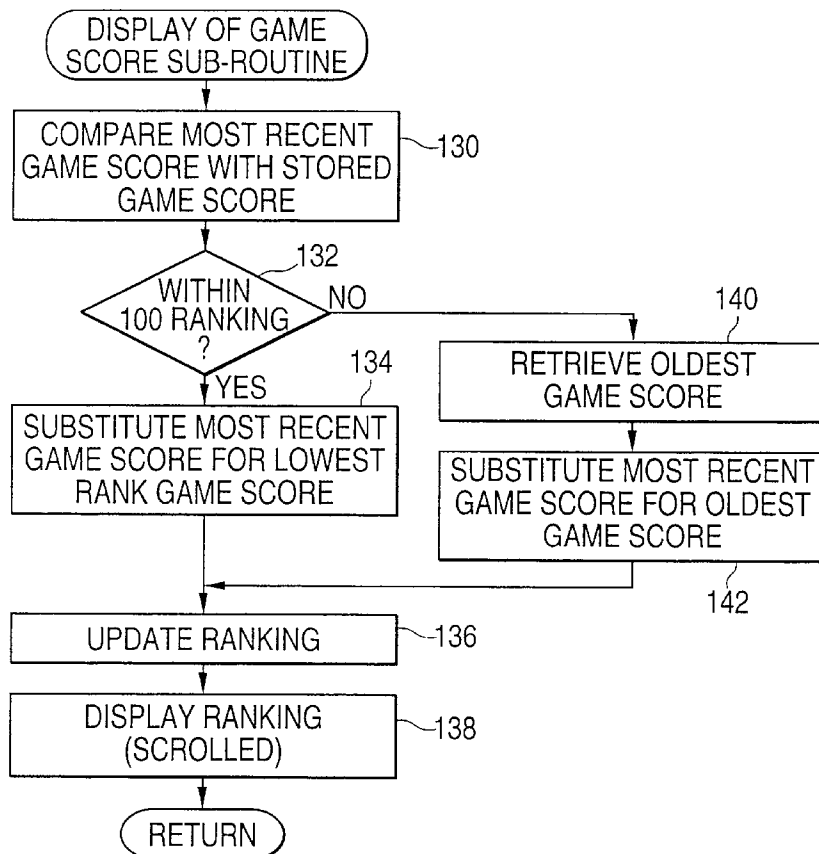 DISPLAY OF GAME
SCORE SUB-ROUTINE
COMPARE MOST RECENT
GAME SCORE WITH STORED
GAME SCORE
130
132
WITHIN
100 RANKING
?
NO
YES
134
SUBSTITUTE MOST RECENT
GAME SCORE FOR LOWEST
RANK GAME SCORE
140
RETRIEVE OLDEST
GAME SCORE
SUBSTITUTE MOST RECENT
GAME SCORE FOR OLDEST
GAME SCORE
142
UPDATE RANKING
136
DISPLAY RANKING
(SCROLLED)
138
RETURN